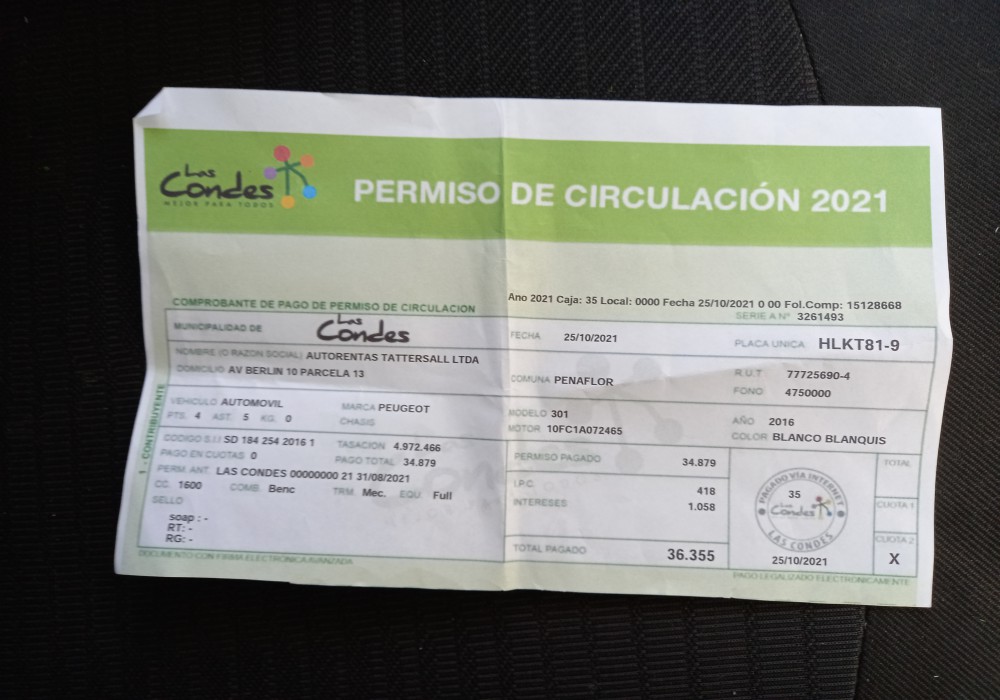 Las Condes
MEJOR PARA TODOS
PERMISO DE CIRCULACIÓN 2021
COMPROBANTE DE PAGO DE PERMISO DE CIRCULACION
Ano 2021 Caja: 35 Local: 0000 Fecha 25/10/2021 0 00 Fol.Comp: 15128668
SERIE A Nº 3261493
MUNICIPALIDAD DE Las Condes
FECHA 25/10/2021
PLACA UNICA HLKT81-9
NOMBRE (O RAZON SOCIAL) AUTORENTAS TATTERSALL LTDA
DOMICILIO AV BERLIN 10 PARCELA 13
COMUNA PENAFLOR
R.U.T 77725690-4
FONO 4750000
1 - CONTRIBUYENTE
VEHICULO AUTOMOVIL
MARCA PEUGEOT
MODELO 301
AÑO 2016
PTS. 4 AST. 5 KG. 0
CHASIS
MOTOR 10FC1A072465
COLOR BLANCO BLANQUIS
CODIGO S.I.I SD 184 254 2016 1
TASACION 4.972.466
PAGO EN CUOTAS 0
PAGO TOTAL 34.879
PERM. ANT. LAS CONDES 00000000 21 31/08/2021
CC. 1600 COMB. Benc TRM. Mec. EQU. Full
SELLO
soap : -
RT: -
RG: -
PERMISO PAGADO 34.879
I.P.C. 418
INTERESES 1.058
TOTAL PAGADO 36.355
PAGADO VIA INTERNET
35
Las Condes
LAS CONDES
25/10/2021
TOTAL
CUOTA 1
CUOTA 2
X
DOCUMENTO CON FIRMA ELECTRONICA AVANZADA
PAGO LEGALIZADO ELECTRONICAMENTE